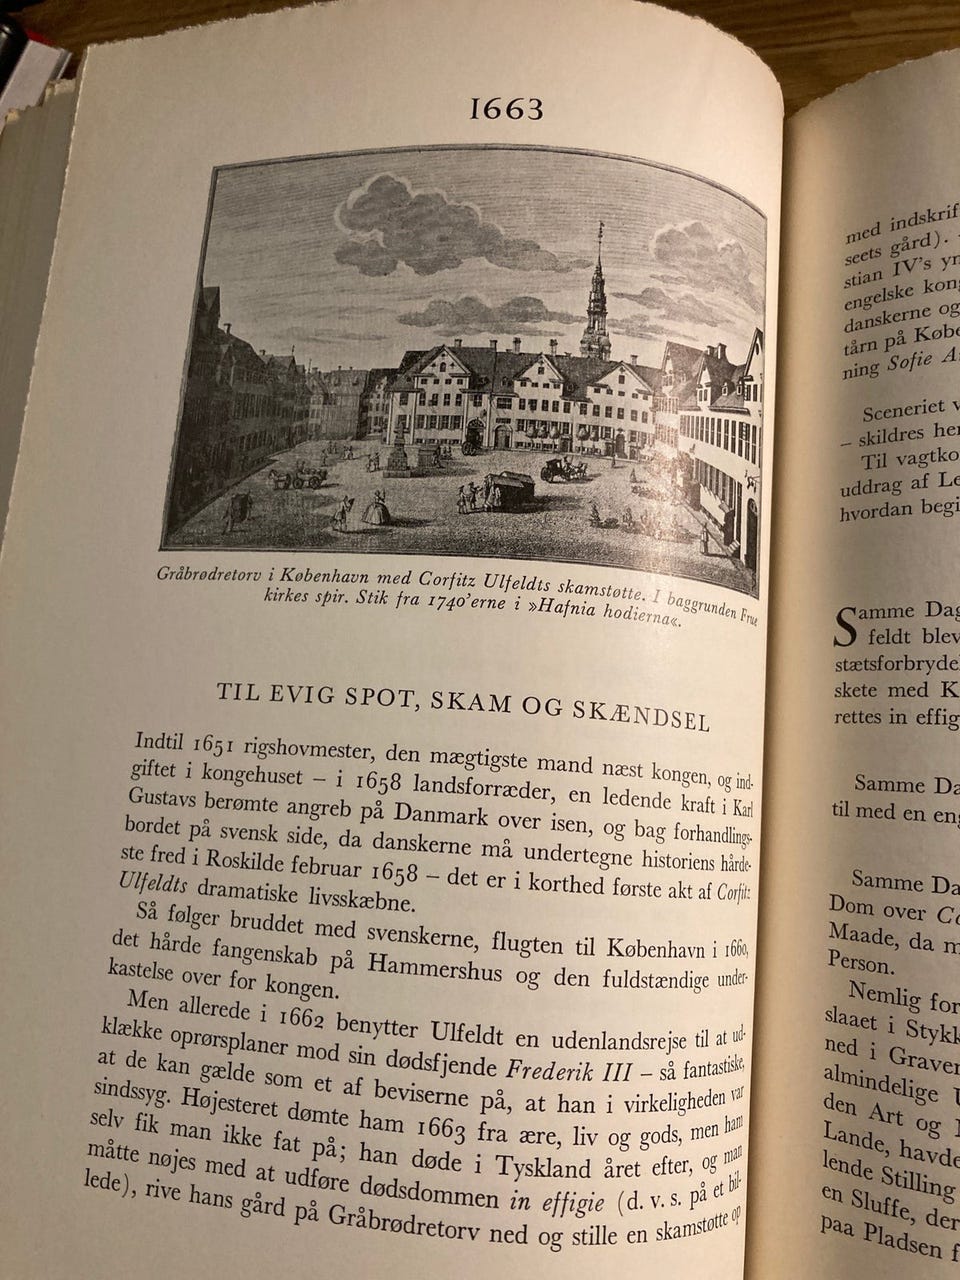 1663
Gråbrødretorv i København med Corfitz Ulfeldts skamstøtte. I baggrunden Frue
kirkes spir. Stik fra 1740'erne i »Hafnia hodierna«.
TIL EVIG SPOT, SKAM OG SKÆNDSEL
Indtil 1651 rigshovmester, den mægtigste mand næst kongen, og ind-
giftet i kongehuset – i 1658 landsforræder, en ledende kraft i Karl
Gustavs berømte angreb på Danmark over isen, og bag forhandlings-
bordet på svensk side, da danskerne må undertegne historiens hårde-
ste fred i Roskilde februar 1658 – det er i korthed første akt af Corfitz
Ulfeldts dramatiske livsskæbne.
Så følger bruddet med svenskerne, flugten til København i 1660,
det hårde fangenskab på Hammershus og den fuldstændige under-
kastelse over for kongen.
Men allerede i 1662 benytter Ulfeldt en udenlandsrejse til at ud-
klække oprørsplaner mod sin dødsfjende Frederik III – så fantastiske,
at de kan gælde som et af beviserne på, at han i virkeligheden var
sindssyg. Højesteret dømte ham 1663 fra ære, liv og gods, men ham
selv fik man ikke fat på; han døde i Tyskland året efter, og man
måtte nøjes med at udføre dødsdommen in effigie (d. v. s. på et bil-
lede), rive hans gård på Gråbrødretorv ned og stille en skamstøtte op
med indskrif
seets gård).
stian IV's yn
engelske kon
danskerne og
tårn på Købe
ning Sofie A
Sceneriet v
– skildres her
Til vagtko
uddrag af Le
hvordan begi
Samme Dag
feldt blev
stætsforbryde
skete med K
rettes in effig
Samme Da
til med en eng
Samme Da
Dom over Co
Maade, da m
Person.
Nemlig for
slaaet i Stykk
ned i Graven
almindelige U
den Art og
Lande, havde
lende Stilling
en Sluffe, der
paa Pladsen f